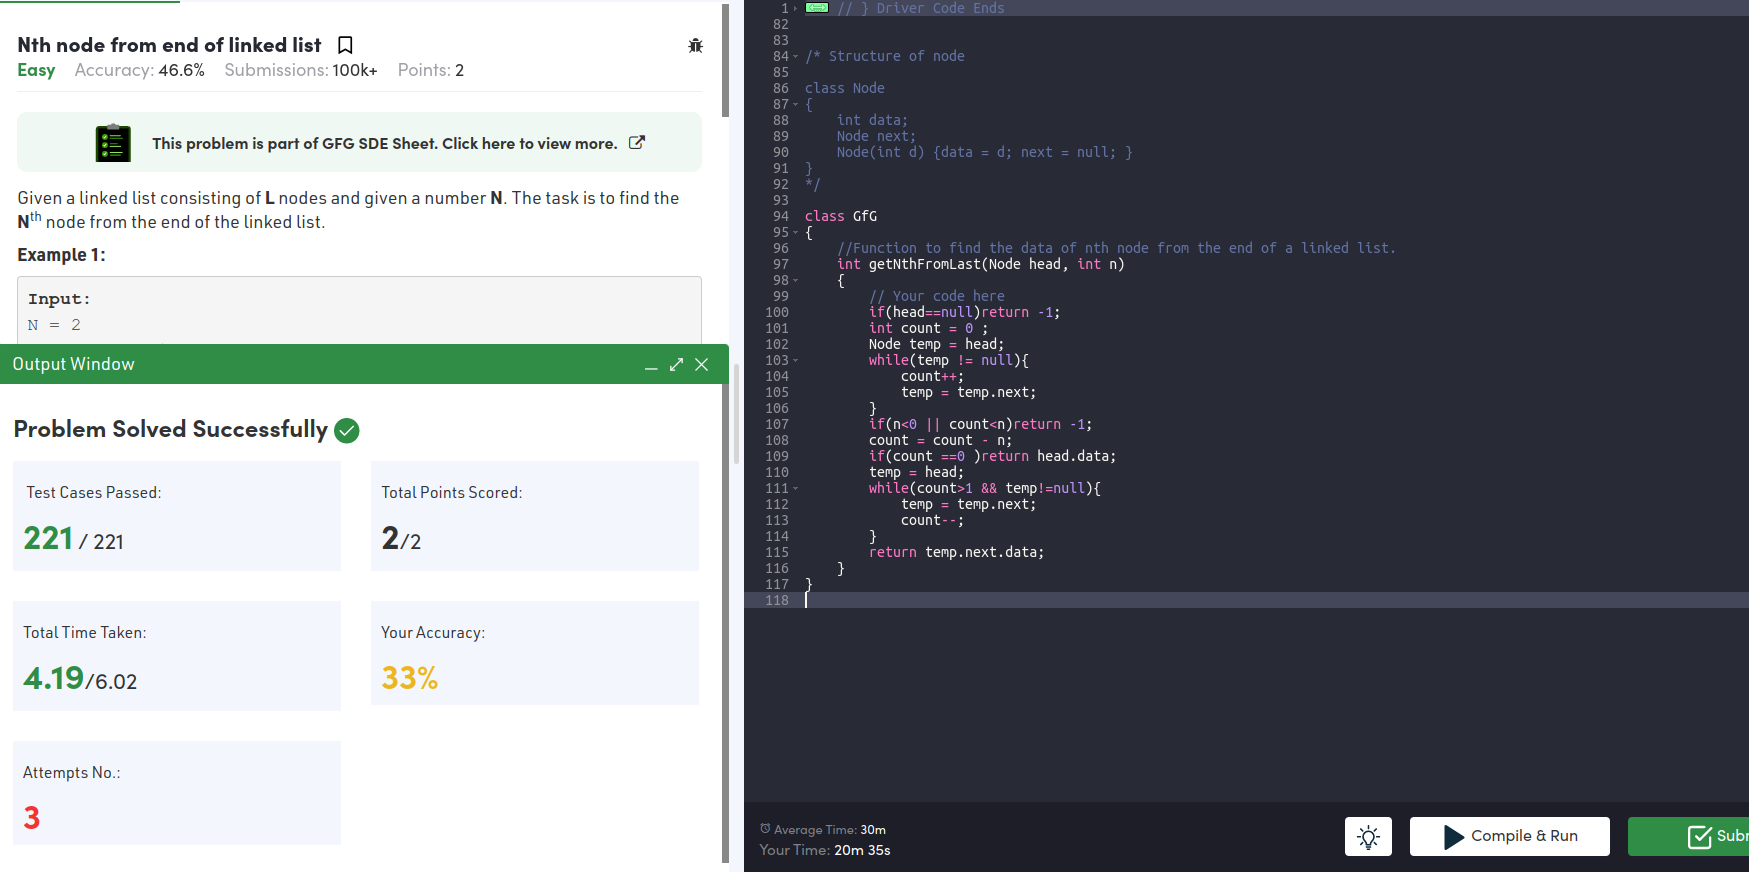 Nth node from end of linked list
Easy Accuracy: 46.6% Submissions: 100k+ Points: 2
This problem is part of GFG SDE Sheet. Click here to view more.
Given a linked list consisting of L nodes and given a number N. The task is to find the
Nth node from the end of the linked list.
Example 1:
Input:
N = 2
Output Window
Problem Solved Successfully
Test Cases Passed:
221 / 221
Total Points Scored:
2/2
Total Time Taken:
4.19/6.02
Your Accuracy:
33%
Attempts No.:
3
1 // } Driver Code Ends
82
83
84 /* Structure of node
85
86 class Node
87 {
88     int data;
89     Node next;
90     Node(int d) {data = d; next = null; }
91 }
92 */
93
94 class GfG
95 {
96     //Function to find the data of nth node from the end of a linked list.
97     int getNthFromLast(Node head, int n)
98     {
99         // Your code here
100         if(head==null)return -1;
101         int count = 0 ;
102         Node temp = head;
103         while(temp != null){
104             count++;
105             temp = temp.next;
106         }
107         if(n<0 || count<n)return -1;
108         count = count - n;
109         if(count ==0 )return head.data;
110         temp = head;
111         while(count>1 && temp!=null){
112             temp = temp.next;
113             count--;
114         }
115         return temp.next.data;
116     }
117 }
118
Average Time: 30m
Your Time: 20m 35s
Compile & Run